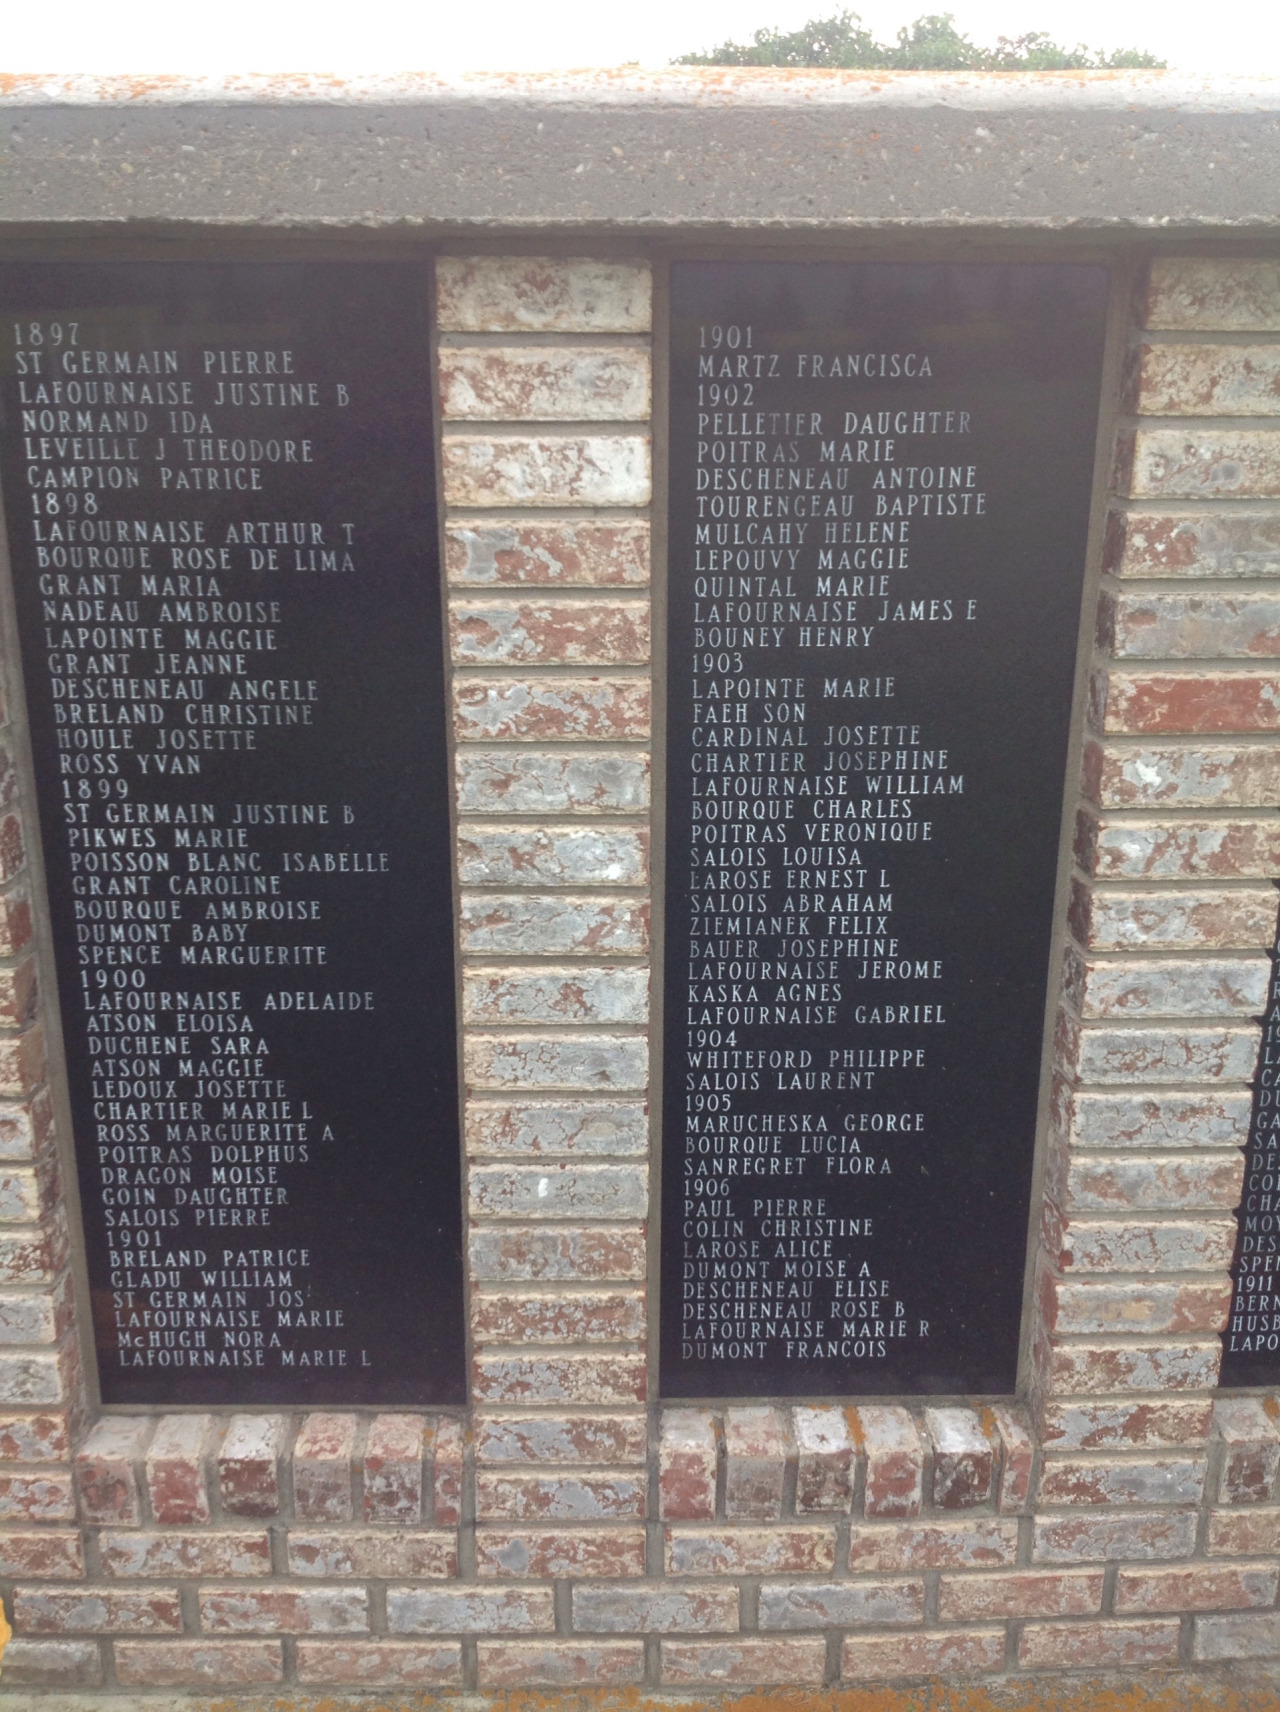 1897
ST GERMAIN PIERRE
LAFOURNAISE JUSTINE B
NORMAND IDA
LEVEILLE J THEODORE
CAMPION PATRICE
1898
LAFOURNAISE ARTHUR T
BOURQUE ROSE DE LIMA
GRANT MARIA
NADEAU AMBROISE
LAPOINTE MAGGIE
GRANT JEANNE
DESCHENEAU ANGELE
BRELAND CHRISTINE
HOULE JOSETTE
ROSS YVAN
1899
ST GERMAIN JUSTINE B
PIKWES MARIE
POISSON BLANC ISABELLE
GRANT CAROLINE
BOURQUE AMBROISE
DUMONT BABY
SPENCE MARGUERITE
1900
LAFOURNAISE ADELAIDE
ATSON ELOISA
DUCHENE SARA
ATSON MAGGIE
LEDOUX JOSETTE
CHARTIER MARIE L
ROSS MARGUERITE A
POITRAS DOLPHUS
DRAGON MOISE
GOIN DAUGHTER
SALOIS PIERRE
1901
BRELAND PATRICE
GLADU WILLIAM
ST GERMAIN JOS
LAFOURNAISE MARIE
McHUGH NORA
LAFOURNAISE MARIE L
1901
MARTZ FRANCISCA
1902
PELLETIER DAUGHTER
POITRAS MARIE
DESCHENEAU ANTOINE
TOURENGEAU BAPTISTE
MULCAHY HELENE
LEPOUVY MAGGIE
QUINTAL MARIE
LAFOURNAISE JAMES E
BOUNEY HENRY
1903
LAPOINTE MARIE
FAEH SON
CARDINAL JOSETTE
CHARTIER JOSEPHINE
LAFOURNAISE WILLIAM
BOURQUE CHARLES
POITRAS VERONIQUE
SALOIS LOUISA
LAROSE ERNEST L
SALOIS ABRAHAM
ZIEMIANEK FELIX
BAUER JOSEPHINE
LAFOURNAISE JEROME
KASKA AGNES
LAFOURNAISE GABRIEL
1904
WHITEFORD PHILIPPE
SALOIS LAURENT
1905
MARUCHESKA GEORGE
BOURQUE LUCIA
SANREGRET FLORA
1906
PAUL PIERRE
COLIN CHRISTINE
LAROSE ALICE
DUMONT MOISE A
DESCHENEAU ELISE
DESCHENEAU ROSE B
LAFOURNAISE MARIE R
DUMONT FRANCOIS
1911